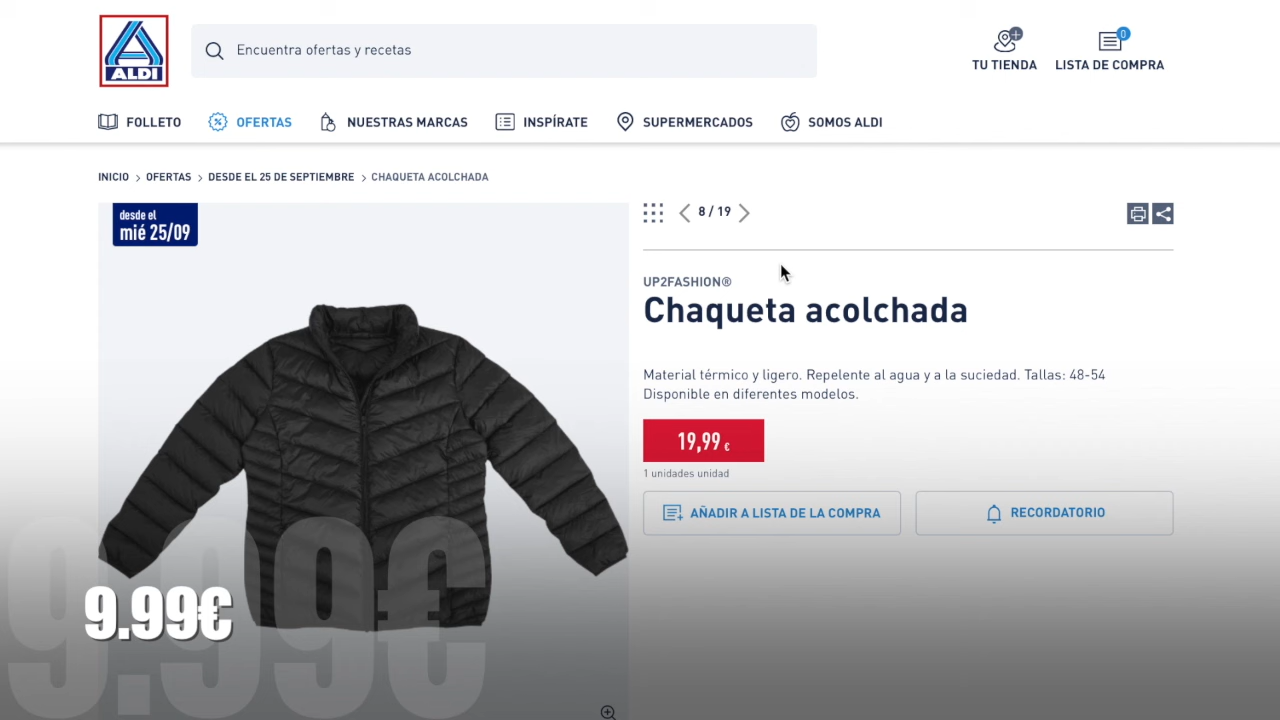 ALDI
Encuentra ofertas y recetas
TU TIENDA
0
LISTA DE COMPRA
FOLLETO
OFERTAS
NUESTRAS MARCAS
INSPÍRATE
SUPERMERCADOS
SOMOS ALDI
INICIO > OFERTAS > DESDE EL 25 DE SEPTIEMBRE > CHAQUETA ACOLCHADA
desde el
mié 25/09
8 / 19
UP2FASHION®
Chaqueta acolchada
Material térmico y ligero. Repelente al agua y a la suciedad. Tallas: 48-54
Disponible en diferentes modelos.
19,99 €
1 unidades unidad
AÑADIR A LISTA DE LA COMPRA
RECORDATORIO
9.99€
9.99€